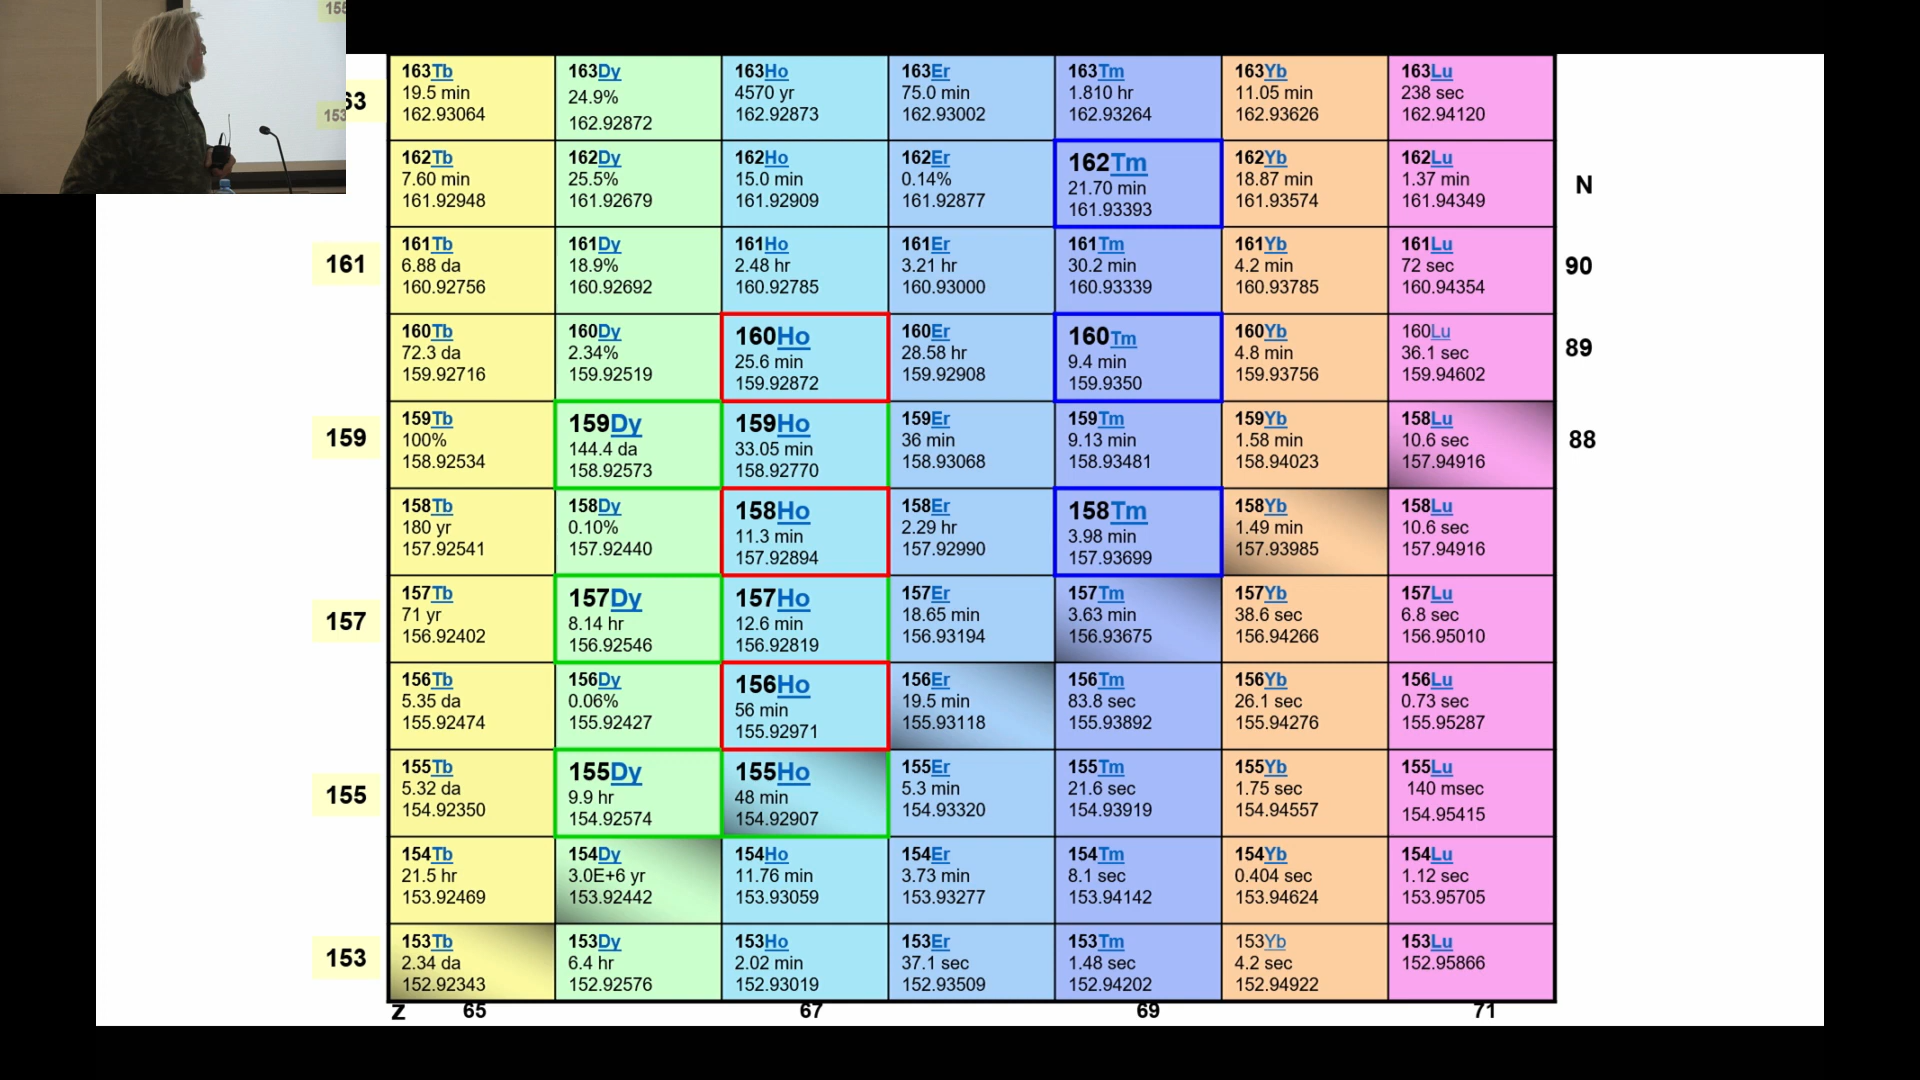 155
153
63
163Tb
19.5 min
162.93064
163Dy
24.9%
162.92872
163Ho
4570 yr
162.92873
163Er
75.0 min
162.93002
163Tm
1.810 hr
162.93264
163Yb
11.05 min
162.93626
163Lu
238 sec
162.94120
162Tb
7.60 min
161.92948
162Dy
25.5%
161.92679
162Ho
15.0 min
161.92909
162Er
0.14%
161.92877
162Tm
21.70 min
161.93393
162Yb
18.87 min
161.93574
162Lu
1.37 min
161.94349
N
161
161Tb
6.88 da
160.92756
161Dy
18.9%
160.92692
161Ho
2.48 hr
160.92785
161Er
3.21 hr
160.93000
161Tm
30.2 min
160.93339
161Yb
4.2 min
160.93785
161Lu
72 sec
160.94354
90
160Tb
72.3 da
159.92716
160Dy
2.34%
159.92519
160Ho
25.6 min
159.92872
160Er
28.58 hr
159.92908
160Tm
9.4 min
159.9350
160Yb
4.8 min
159.93756
160Lu
36.1 sec
159.94602
89
159
159Tb
100%
158.92534
159Dy
144.4 da
158.92573
159Ho
33.05 min
158.92770
159Er
36 min
158.93068
159Tm
9.13 min
158.93481
159Yb
1.58 min
158.94023
158Lu
10.6 sec
157.94916
88
158Tb
180 yr
157.92541
158Dy
0.10%
157.92440
158Ho
11.3 min
157.92894
158Er
2.29 hr
157.92990
158Tm
3.98 min
157.93699
158Yb
1.49 min
157.93985
158Lu
10.6 sec
157.94916
157
157Tb
71 yr
156.92402
157Dy
8.14 hr
156.92546
157Ho
12.6 min
156.92819
157Er
18.65 min
156.93194
157Tm
3.63 min
156.93675
157Yb
38.6 sec
156.94266
157Lu
6.8 sec
156.95010
156Tb
5.35 da
155.92474
156Dy
0.06%
155.92427
156Ho
56 min
155.92971
156Er
19.5 min
155.93118
156Tm
83.8 sec
155.93892
156Yb
26.1 sec
155.94276
156Lu
0.73 sec
155.95287
155
155Tb
5.32 da
154.92350
155Dy
9.9 hr
154.92574
155Ho
48 min
154.92907
155Er
5.3 min
154.93320
155Tm
21.6 sec
154.93919
155Yb
1.75 sec
154.94557
155Lu
140 msec
154.95415
154Tb
21.5 hr
153.92469
154Dy
3.0E+6 yr
153.92442
154Ho
11.76 min
153.93059
154Er
3.73 min
153.93277
154Tm
8.1 sec
153.94142
154Yb
0.404 sec
153.94624
154Lu
1.12 sec
153.95705
153
153Tb
2.34 da
152.92343
153Dy
6.4 hr
152.92576
153Ho
2.02 min
152.93019
153Er
37.1 sec
152.93509
153Tm
1.48 sec
152.94202
153Yb
4.2 sec
152.94922
153Lu
152.95866
Z 65 67 69 71